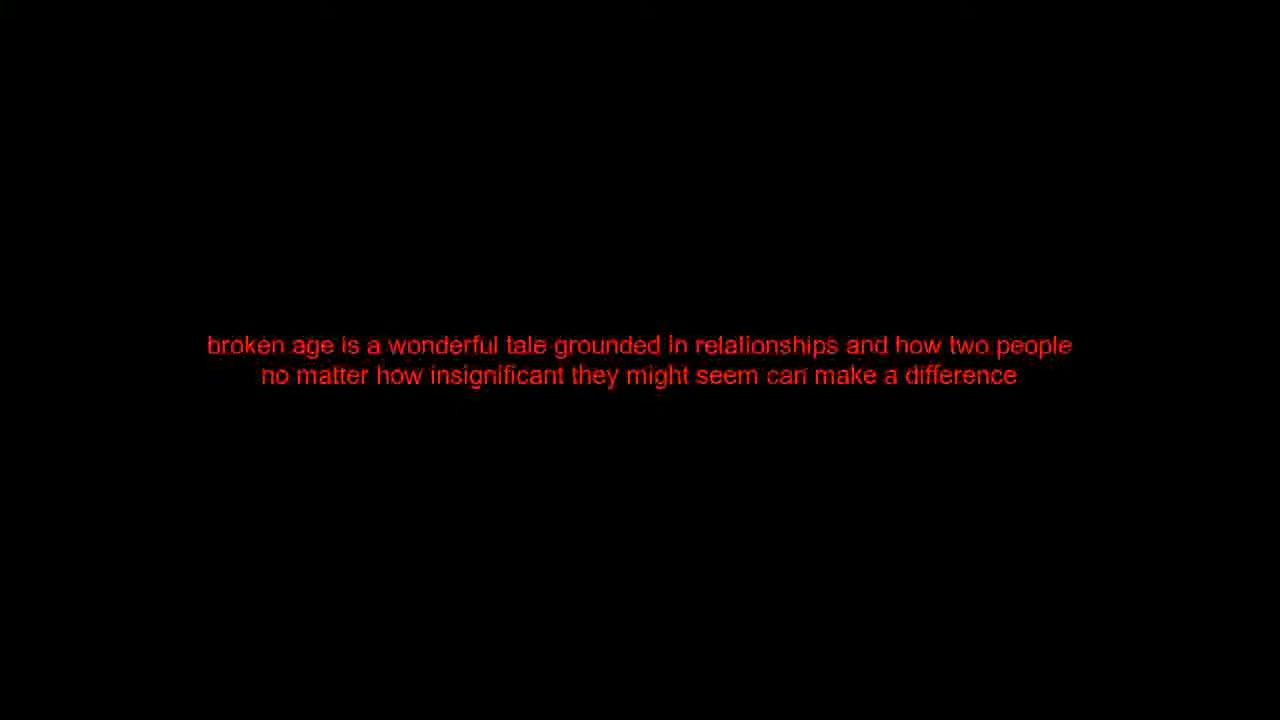 broken age is a wonderful tale grounded in relationships and how two people
no matter how insignificant they might seem can make a difference